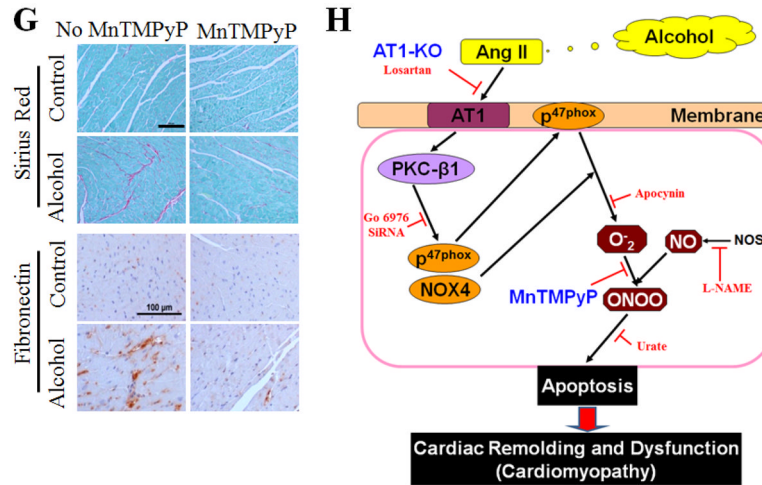 G
No MnTMPyP MnTMPyP
Sirius Red
Control
Alcohol
Fibronectin
Control
100 µm
Alcohol
H
AT1-KO
Losartan
Ang II
Alcohol
AT1
p47phox
Membrane
PKC-β1
Go 6976
SiRNA
Apocynin
p47phox
NOX4
O-2
NO
NOS
MnTMPyP
ONOO
L-NAME
Urate
Apoptosis
Cardiac Remolding and Dysfunction
(Cardiomyopathy)